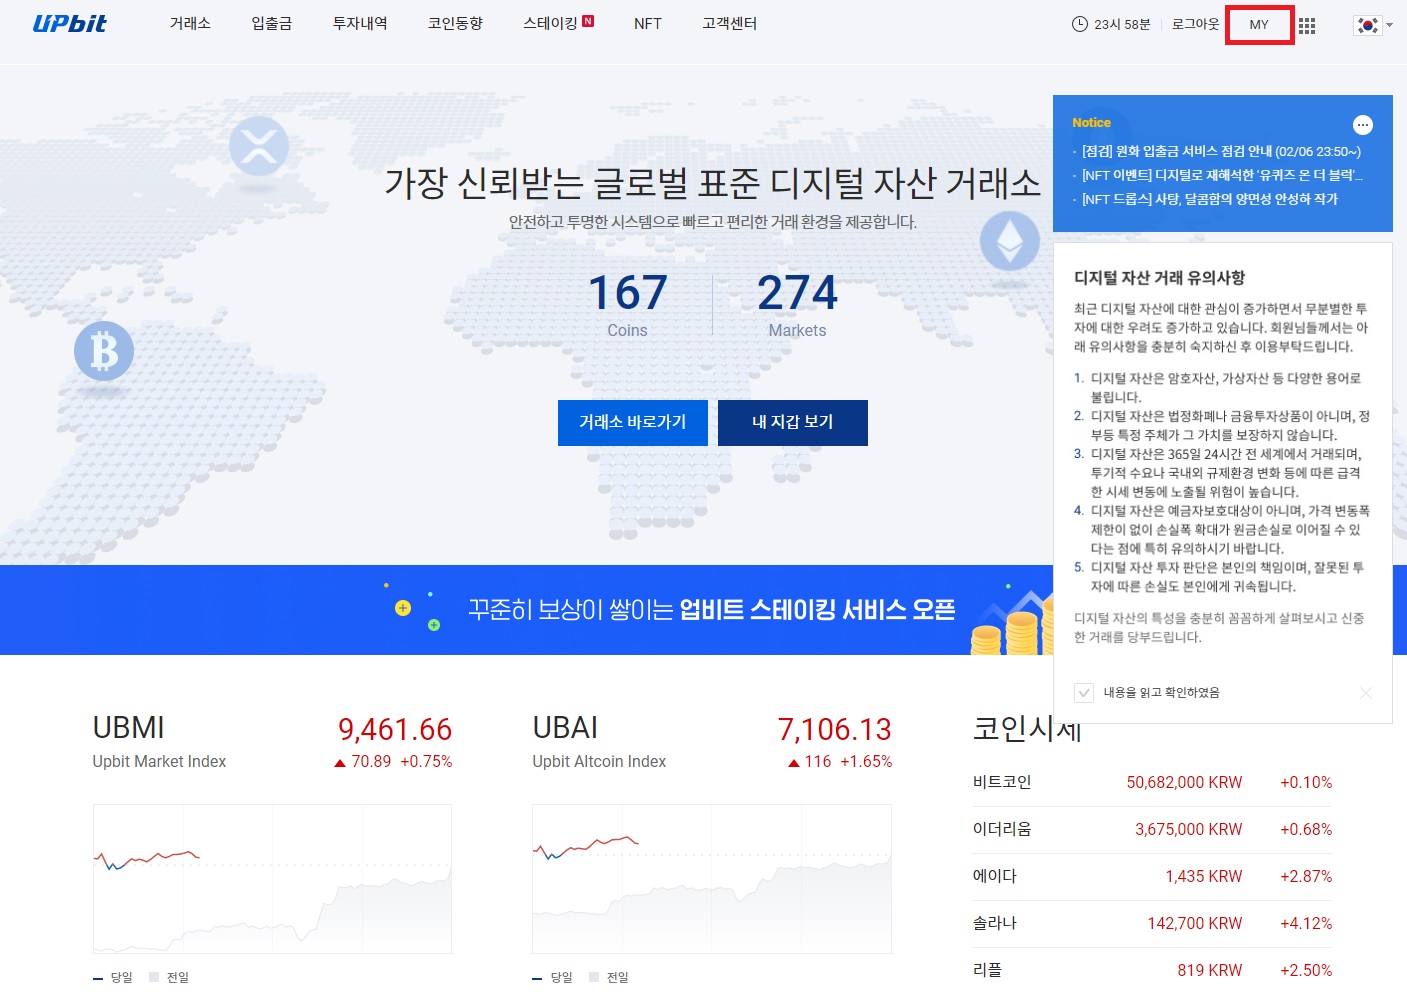 UPbit
거래소 입출금 투자내역 코인동향 스테이킹 N NFT 고객센터
23시 58분 로그아웃 MY
Notice
· [점검] 원화 입출금 서비스 점검 안내 (02/06 23:50~)
· [NFT 이벤트] 디지털로 재해석한 '유퀴즈 온 더 블럭'...
· [NFT 드롭스] 사탕, 달콤함의 양면성 안성하 작가
가장 신뢰받는 글로벌 표준 디지털 자산 거래소
안전하고 투명한 시스템으로 빠르고 편리한 거래 환경을 제공합니다.
167 274
Coins Markets
거래소 바로가기 내 지갑 보기
디지털 자산 거래 유의사항
최근 디지털 자산에 대한 관심이 증가하면서 무분별한 투
자에 대한 우려도 증가하고 있습니다. 회원님들께서는 아
래 유의사항을 충분히 숙지하신 후 이용부탁드립니다.
1. 디지털 자산은 암호자산, 가상자산 등 다양한 용어로
불립니다.
2. 디지털 자산은 법정화폐나 금융투자상품이 아니며, 정
부등 특정 주체가 그 가치를 보장하지 않습니다.
3. 디지털 자산은 365일 24시간 전 세계에서 거래되며,
투기적 수요나 국내외 규제환경 변화 등에 따른 급격
한 시세 변동에 노출될 위험이 높습니다.
4. 디지털 자산은 예금자보호대상이 아니며, 가격 변동폭
제한이 없이 손실폭 확대가 원금손실로 이어질 수 있
다는 점에 특히 유의하시기 바랍니다.
5. 디지털 자산 투자 판단은 본인의 책임이며, 잘못된 투
자에 따른 손실도 본인에게 귀속됩니다.
디지털 자산의 특성을 충분히 꼼꼼하게 살펴보시고 신중
한 거래를 당부드립니다.
내용을 읽고 확인하였음
꾸준히 보상이 쌓이는 업비트 스테이킹 서비스 오픈
UBMI 9,461.66
Upbit Market Index ▲ 70.89 +0.75%
당일 전일
UBAI 7,106.13
Upbit Altcoin Index ▲ 116 +1.65%
당일 전일
코인시세
비트코인 50,682,000 KRW +0.10%
이더리움 3,675,000 KRW +0.68%
에이다 1,435 KRW +2.87%
솔라나 142,700 KRW +4.12%
리플 819 KRW +2.50%